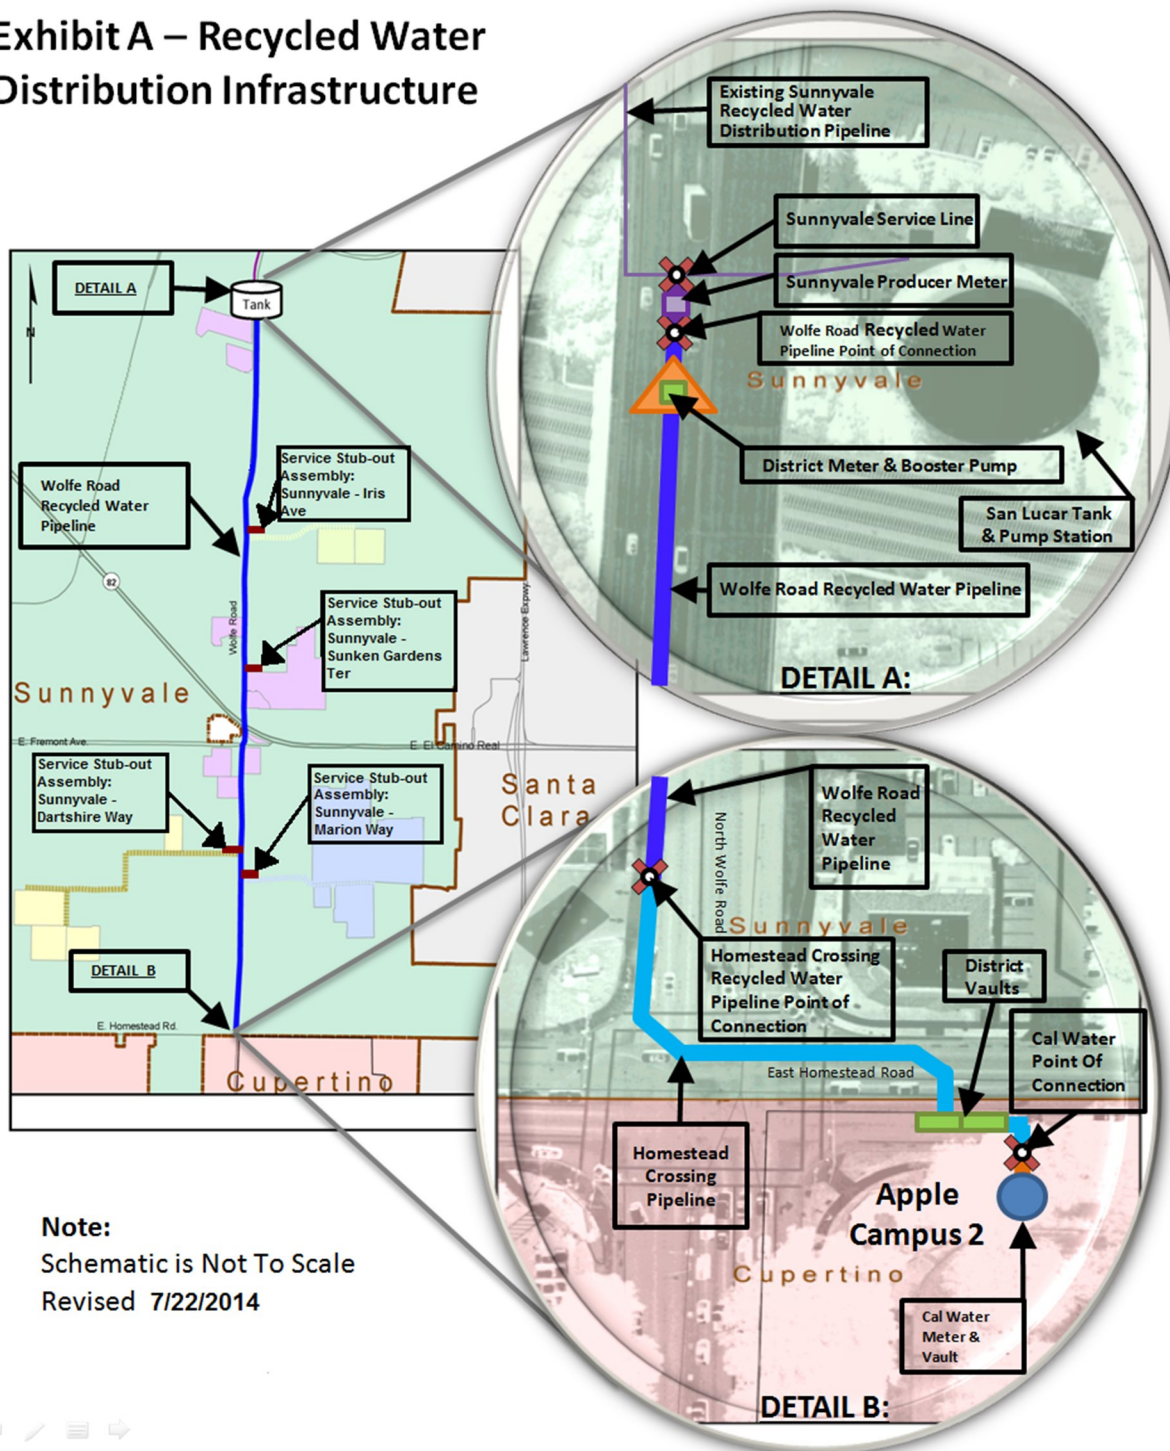 Exhibit A – Recycled Water
Distribution Infrastructure
DETAIL A
Tank
N
Wolfe Road
Recycled Water
Pipeline
Service Stub-out
Assembly:
Sunnyvale - Iris
Ave
82
Wolfe Road
Service Stub-out
Assembly:
Sunnyvale -
Sunken Gardens
Ter
Lawrence Expwy.
Sunnyvale
E. Fremont Ave.
E. El Camino Real
Service Stub-out
Assembly:
Sunnyvale -
Dartshire Way
Service Stub-out
Assembly:
Sunnyvale -
Marion Way
Santa
Clara
DETAIL B
E. Homestead Rd.
Cupertino
Note:
Schematic is Not To Scale
Revised 7/22/2014
Existing Sunnyvale
Recycled Water
Distribution Pipeline
Sunnyvale Service Line
Sunnyvale Producer Meter
Wolfe Road Recycled Water
Pipeline Point of Connection
Sunnyvale
District Meter & Booster Pump
San Lucar Tank
& Pump Station
Wolfe Road Recycled Water Pipeline
DETAIL A:
Wolfe Road
Recycled
Water
Pipeline
North Wolfe Road
Sunnyvale
Homestead Crossing
Recycled Water
Pipeline Point of
Connection
District
Vaults
Cal Water
Point Of
Connection
East Homestead Road
Homestead
Crossing
Pipeline
Apple
Campus 2
Cupertino
Cal Water
Meter &
Vault
DETAIL B: